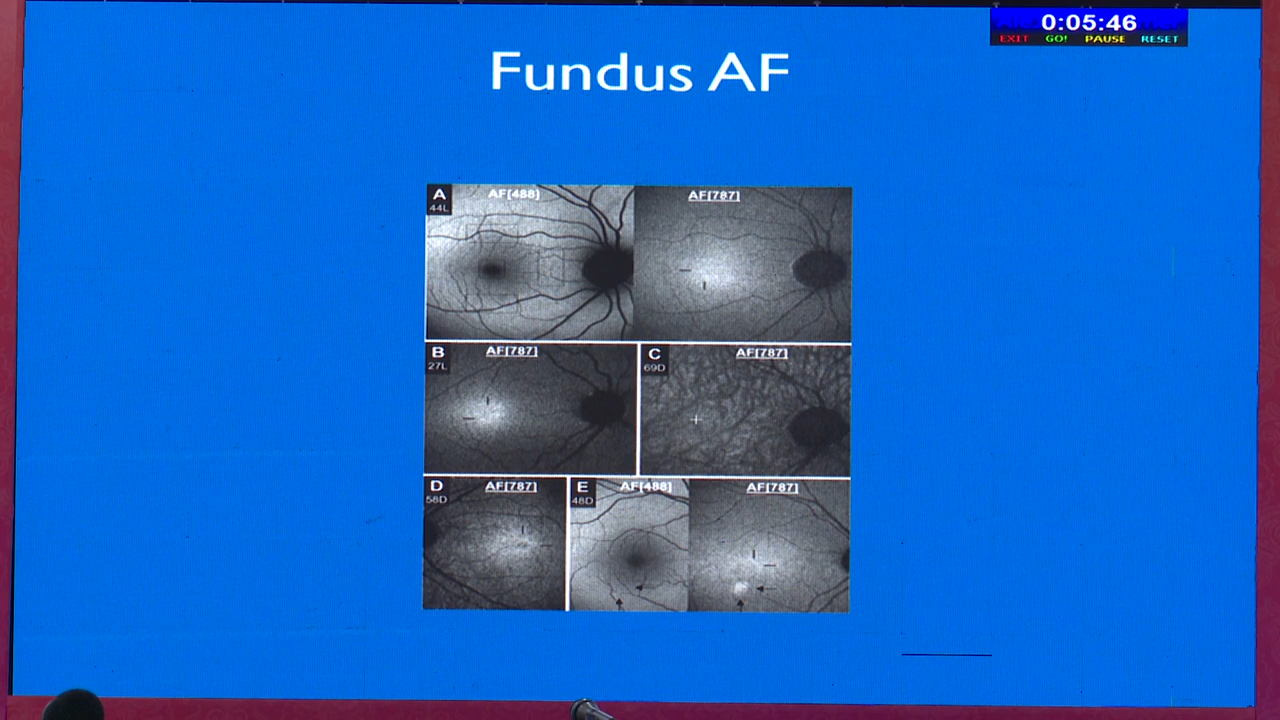 0:05:46
EXIT GO! PAUSE RESET
Fundus AF
A AF[488] AF[787]
44L
B AF[787] C AF[787]
27L 69D
D AF[787] E AF[488] AF[787]
58D 48D